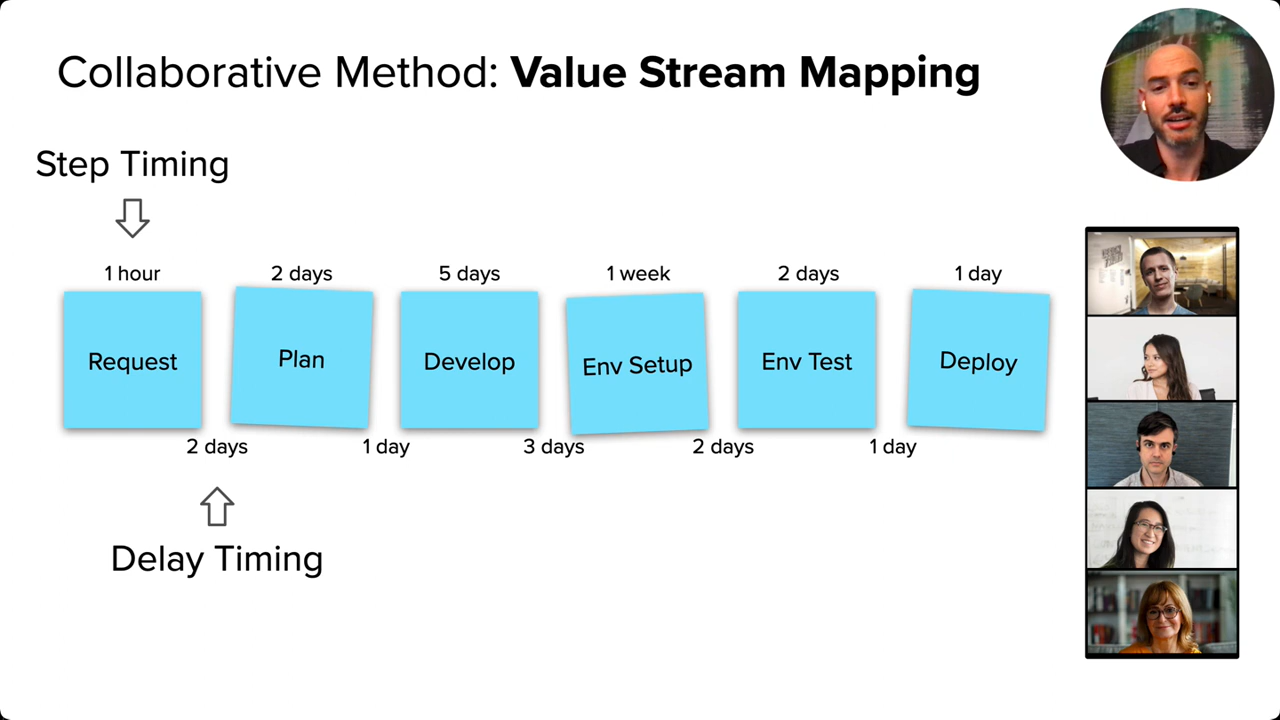 Collaborative Method: Value Stream Mapping
Step Timing
1 hour
2 days
5 days
1 week
2 days
1 day
Request
Plan
Develop
Env Setup
Env Test
Deploy
2 days
1 day
3 days
2 days
1 day
Delay Timing